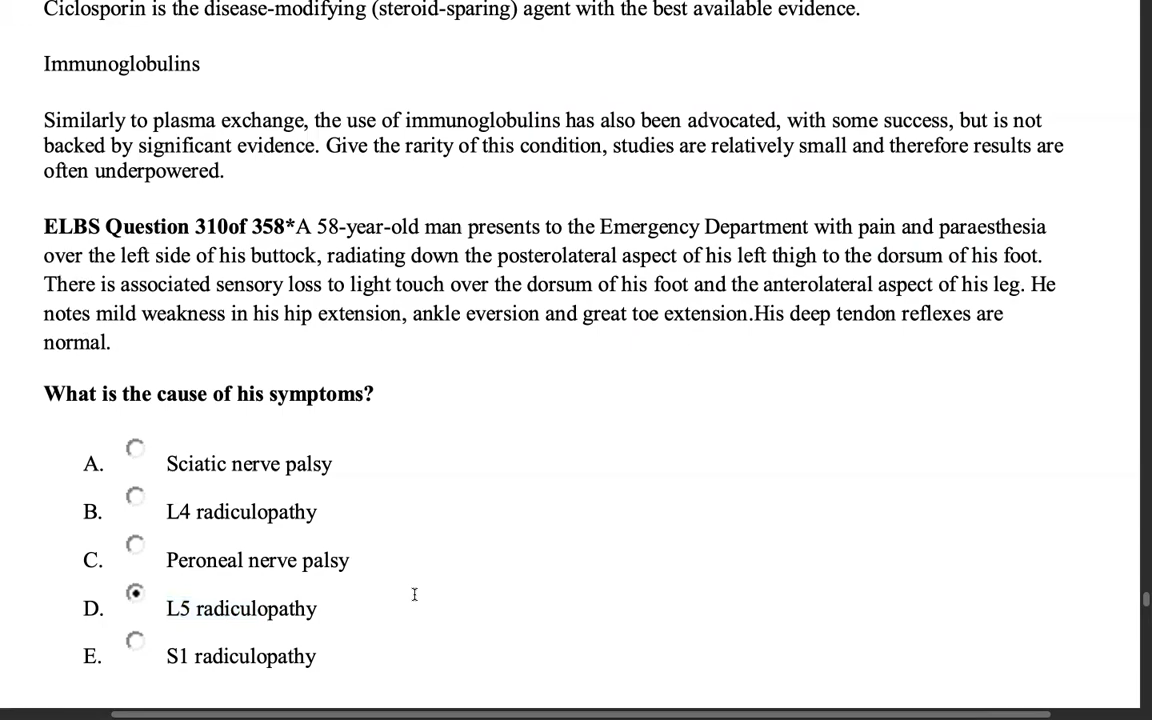 Ciclosporin is the disease-modifying (steroid-sparing) agent with the best available evidence.
Immunoglobulins
Similarly to plasma exchange, the use of immunoglobulins has also been advocated, with some success, but is not
backed by significant evidence. Give the rarity of this condition, studies are relatively small and therefore results are
often underpowered.
ELBS Question 310of 358*A 58-year-old man presents to the Emergency Department with pain and paraesthesia
over the left side of his buttock, radiating down the posterolateral aspect of his left thigh to the dorsum of his foot.
There is associated sensory loss to light touch over the dorsum of his foot and the anterolateral aspect of his leg. He
notes mild weakness in his hip extension, ankle eversion and great toe extension.His deep tendon reflexes are
normal.
What is the cause of his symptoms?
A. Sciatic nerve palsy
B. L4 radiculopathy
C. Peroneal nerve palsy
D. L5 radiculopathy
E. S1 radiculopathy